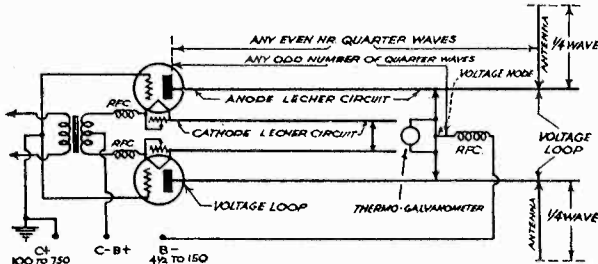 ANY EVEN NR. QUARTER WAVES
ANY ODD NUMBER OF QUARTER WAVES
ANTENNA
1/4 WAVE
VOLTAGE NODE
ANODE LECHER CIRCUIT
RFC.
CATHODE LECHER CIRCUIT
RFC.
RFC.
VOLTAGE
LOOP
VOLTAGE LOOP
THERMO-GALVANOMETER
ANTENNA
1/4 WAVE
C+
100 TO 750
C-B+
B-
4½ TO 150